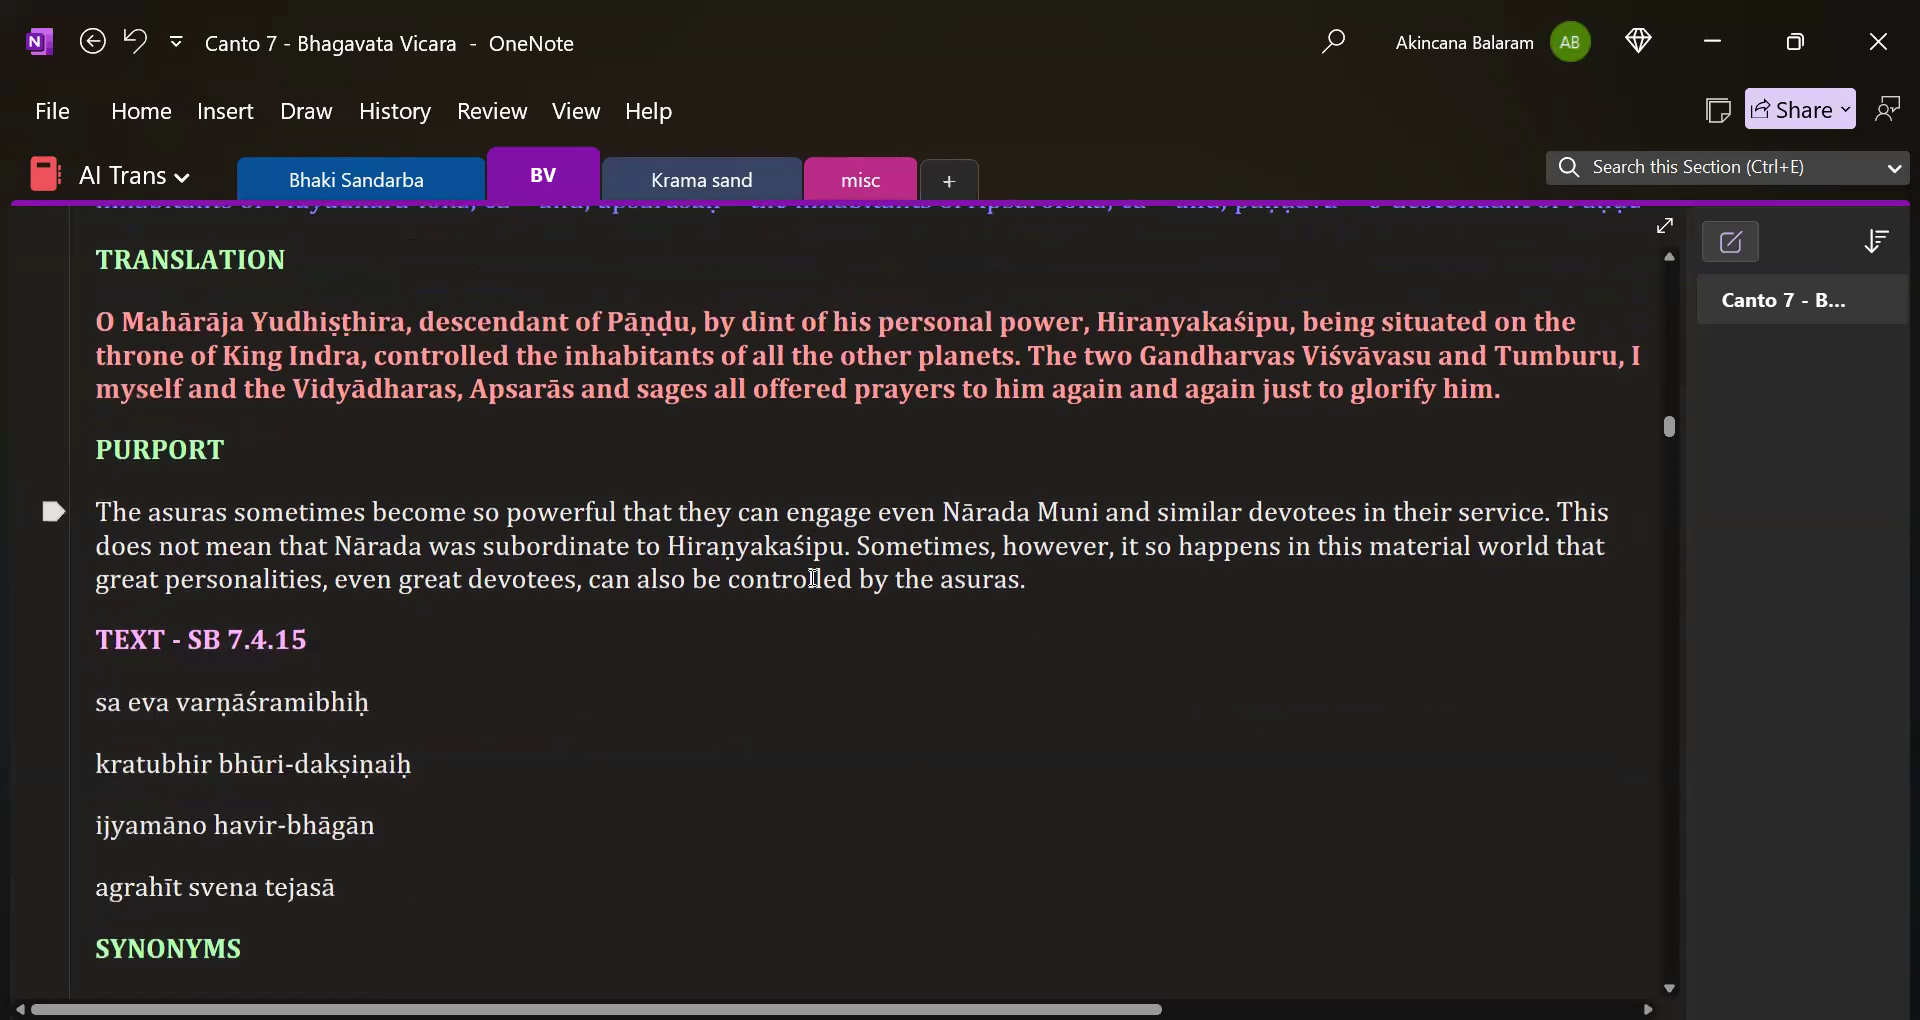 Canto 7 - Bhagavata Vicara - OneNote
Akincana Balaram AB
File Home Insert Draw History Review View Help
Share
AI Trans
Bhaki Sandarba
BV
Krama sand
misc
+
Search this Section (Ctrl+E)
Canto 7 - B...
TRANSLATION
O Mahārāja Yudhiṣṭhira, descendant of Pāṇḍu, by dint of his personal power, Hiraṇyakaśipu, being situated on the
throne of King Indra, controlled the inhabitants of all the other planets. The two Gandharvas Viśvāvasu and Tumburu, I
myself and the Vidyādharas, Apsarās and sages all offered prayers to him again and again just to glorify him.
PURPORT
The asuras sometimes become so powerful that they can engage even Nārada Muni and similar devotees in their service. This
does not mean that Nārada was subordinate to Hiraṇyakaśipu. Sometimes, however, it so happens in this material world that
great personalities, even great devotees, can also be controlled by the asuras.
TEXT - SB 7.4.15
sa eva varṇāśramibhiḥ
kratubhir bhūri-dakṣiṇaiḥ
ijyamāno havir-bhāgān
agrahīt svena tejasā
SYNONYMS